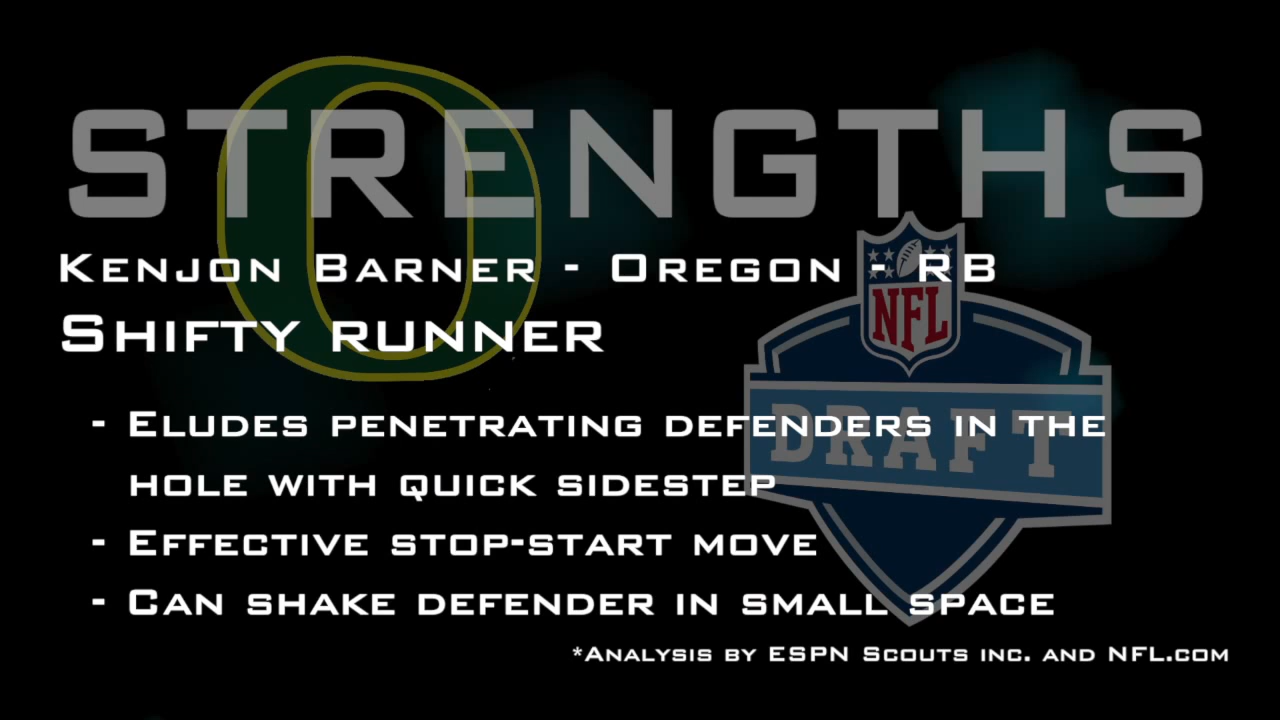 STRENGTHS
KENJON BARNER - OREGON - RB
SHIFTY RUNNER
- ELUDES PENETRATING DEFENDERS IN THE
HOLE WITH QUICK SIDESTEP
- EFFECTIVE STOP-START MOVE
- CAN SHAKE DEFENDER IN SMALL SPACE
*ANALYSIS BY ESPN SCOUTS INC. AND NFL.COM
NFL
DRAFT
O